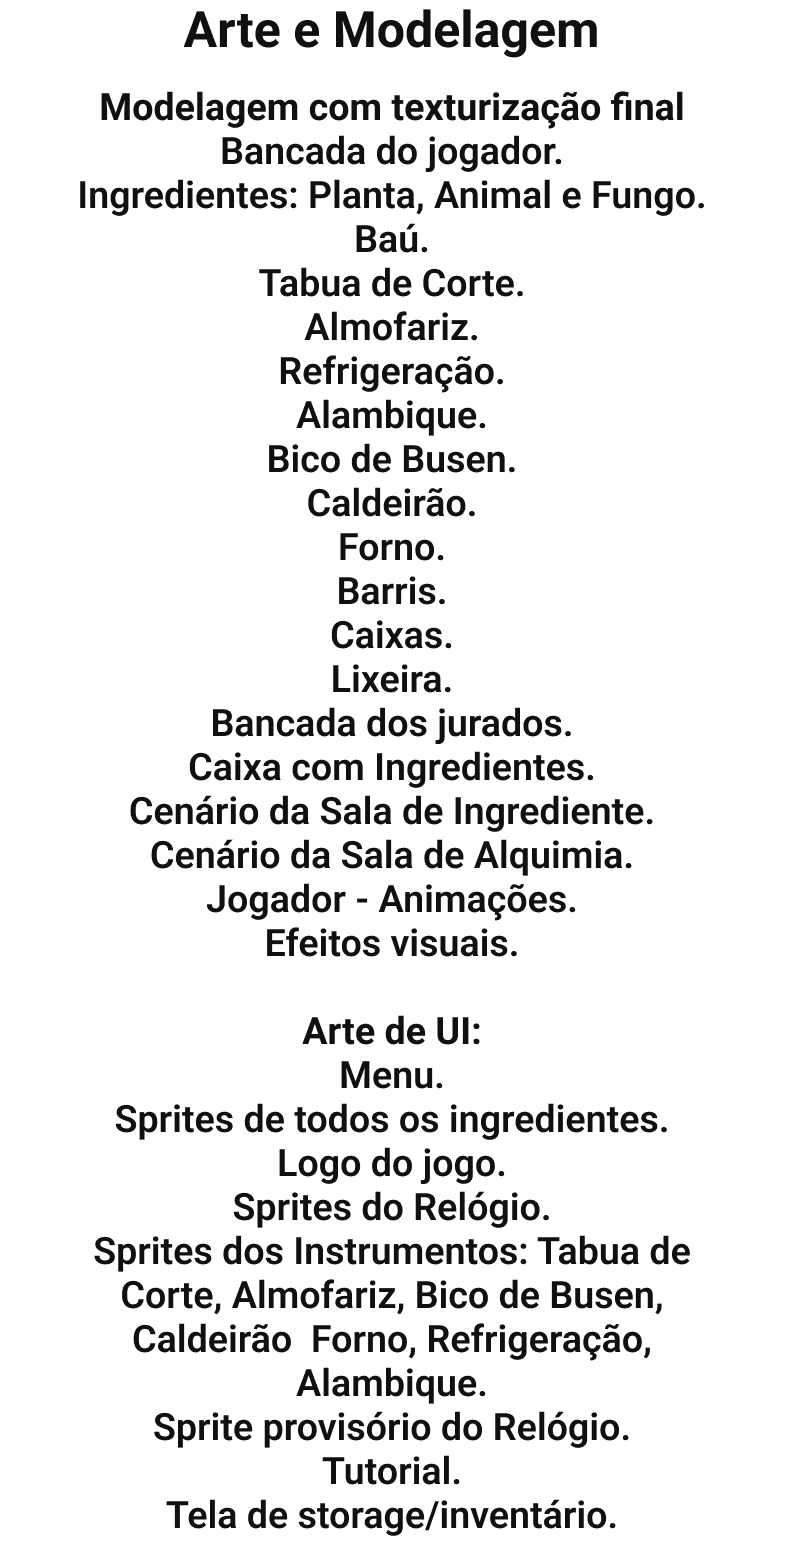 Arte e Modelagem
Modelagem com texturização final
Bancada do jogador.
Ingredientes: Planta, Animal e Fungo.
Baú.
Tabua de Corte.
Almofariz.
Refrigeração.
Alambique.
Bico de Busen.
Caldeirão.
Forno.
Barris.
Caixas.
Lixeira.
Bancada dos jurados.
Caixa com Ingredientes.
Cenário da Sala de Ingrediente.
Cenário da Sala de Alquimia.
Jogador - Animações.
Efeitos visuais.
Arte de UI:
Menu.
Sprites de todos os ingredientes.
Logo do jogo.
Sprites do Relógio.
Sprites dos Instrumentos: Tabua de
Corte, Almofariz, Bico de Busen,
Caldeirão  Forno, Refrigeração,
Alambique.
Sprite provisório do Relógio.
Tutorial.
Tela de storage/inventário.